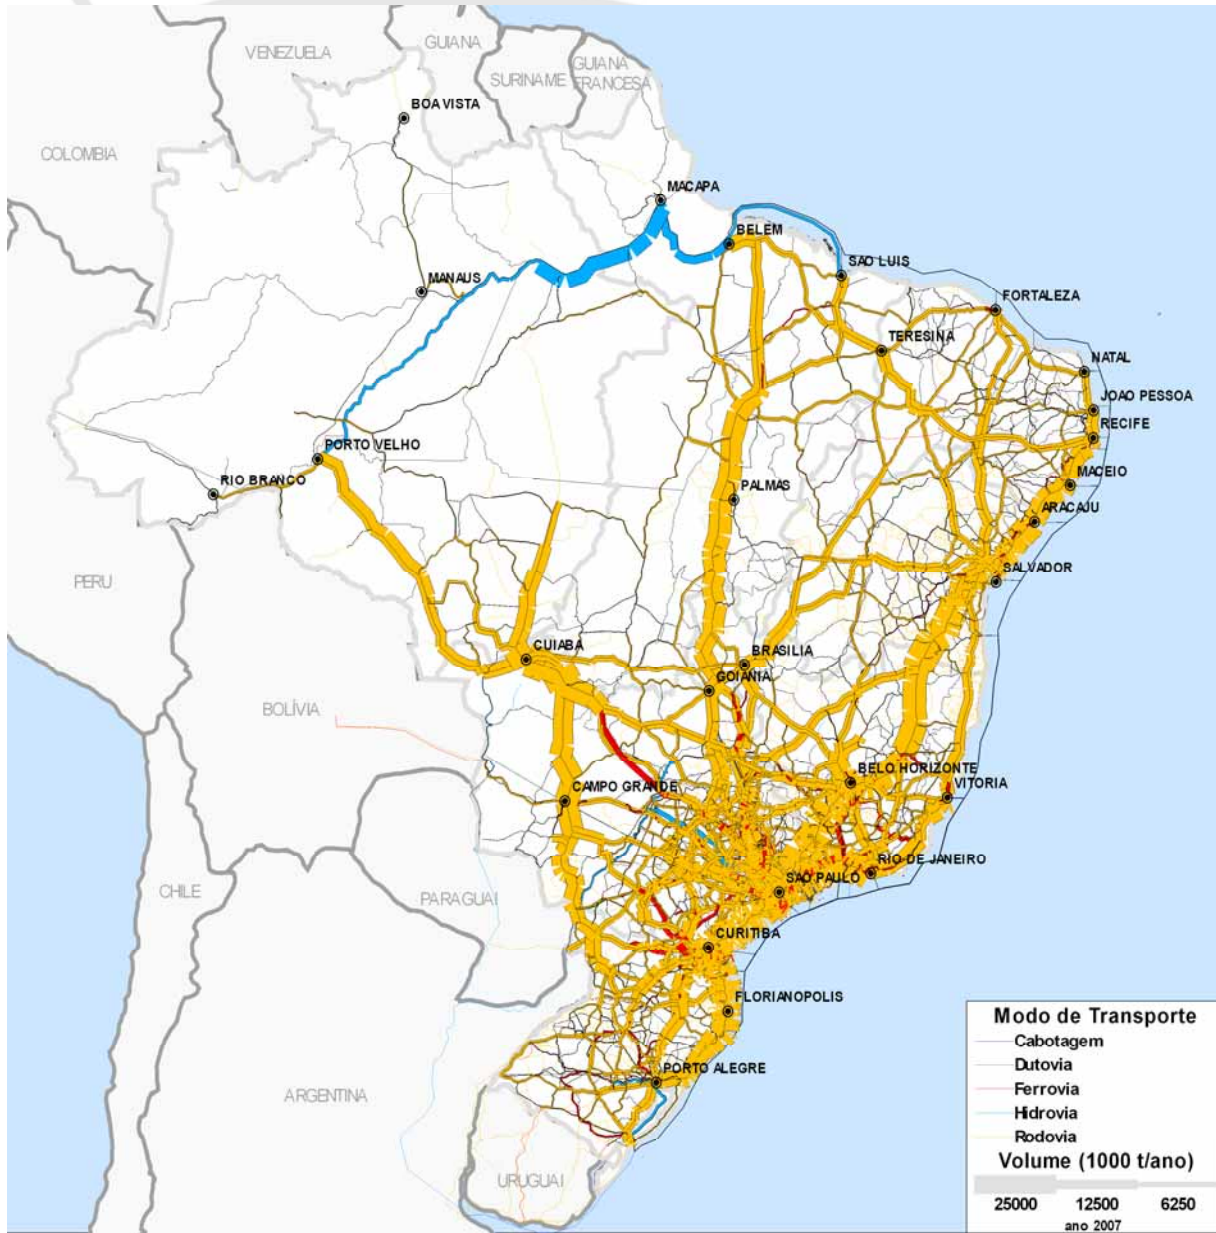 VENEZUELA
GUIANA
SURINAME
GUIANA
FRANCESA
BOA VISTA
COLOMBIA
MACAPA
BELEM
SAO LUIS
MANAUS
FORTALEZA
TERESINA
NATAL
JOAO PESSOA
RECIFE
PORTO VELHO
RIO BRANCO
PALMAS
MACEIO
ARACAJU
SALVADOR
PERU
CUIABA
BRASILIA
GOIANIA
BOLÍVIA
BELO HORIZONTE
CAMPO GRANDE
VITORIA
RIO DE JANEIRO
SAO PAULO
CHILE
PARAGUAI
CURITIBA
FLORIANOPOLIS
PORTO ALEGRE
ARGENTINA
URUGUAI
Modo de Transporte
Cabotagem
Dutovia
Ferrovia
Hidrovia
Rodovia
Volume (1000 t/ano)
25000 12500 6250
ano 2007